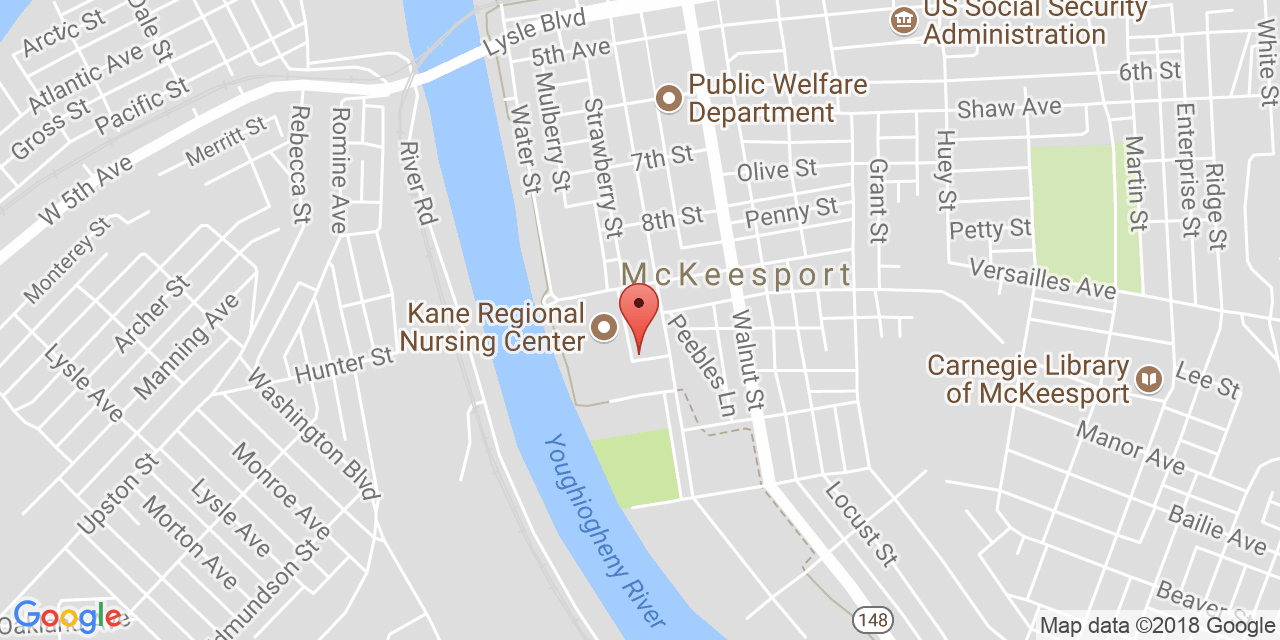 Arctic St
Dale St
Atlantic Ave
Gross St
Pacific St
W 5th Ave
Merritt St
Rebecca St
Romine Ave
River Rd
Lysle Blvd
5th Ave
Water St
Mulberry St
Strawberry St
Public Welfare
Department
US Social Security
Administration
6th St
Shaw Ave
White St
7th St
Olive St
8th St
Penny St
Grant St
Huey St
Petty St
Martin St
Enterprise St
Ridge St
Versailles Ave
McKeesport
Monterey St
Archer St
Manning Ave
Lysle Ave
Hunter St
Washington Blvd
Kane Regional
Nursing Center
Peebles Ln
Walnut St
Carnegie Library
of McKeesport
Lee St
Manor Ave
Upston St
Monroe Ave
Lysle Ave
Morton Ave
Youghiogheny River
Locust St
Bailie Ave
Beaver St
148
Google
Map data ©2018 Google